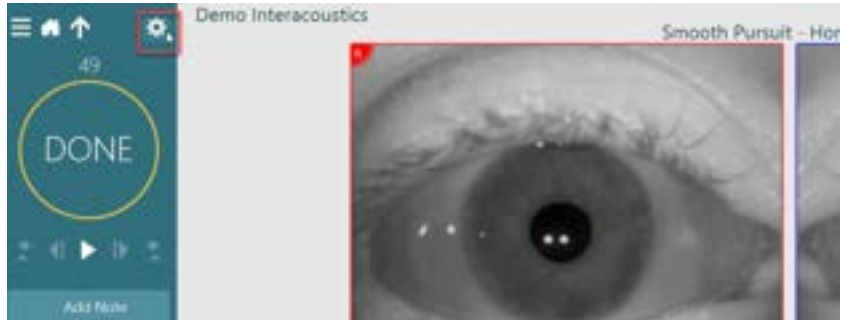 Demo Interacoustics
Smooth Pursuit - Hor
49
DONE
Add Note